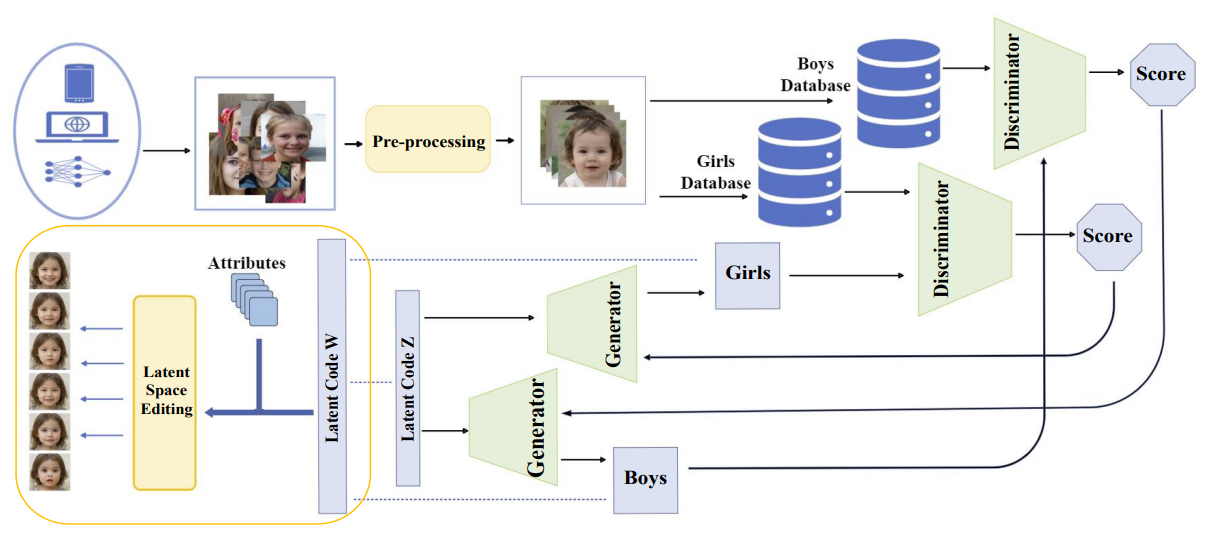 Pre-processing
Boys
Database
Girls
Database
Discriminator
Score
Discriminator
Score
Attributes
Latent
Space
Editing
Latent Code W
Latent Code Z
Generator
Girls
Generator
Boys